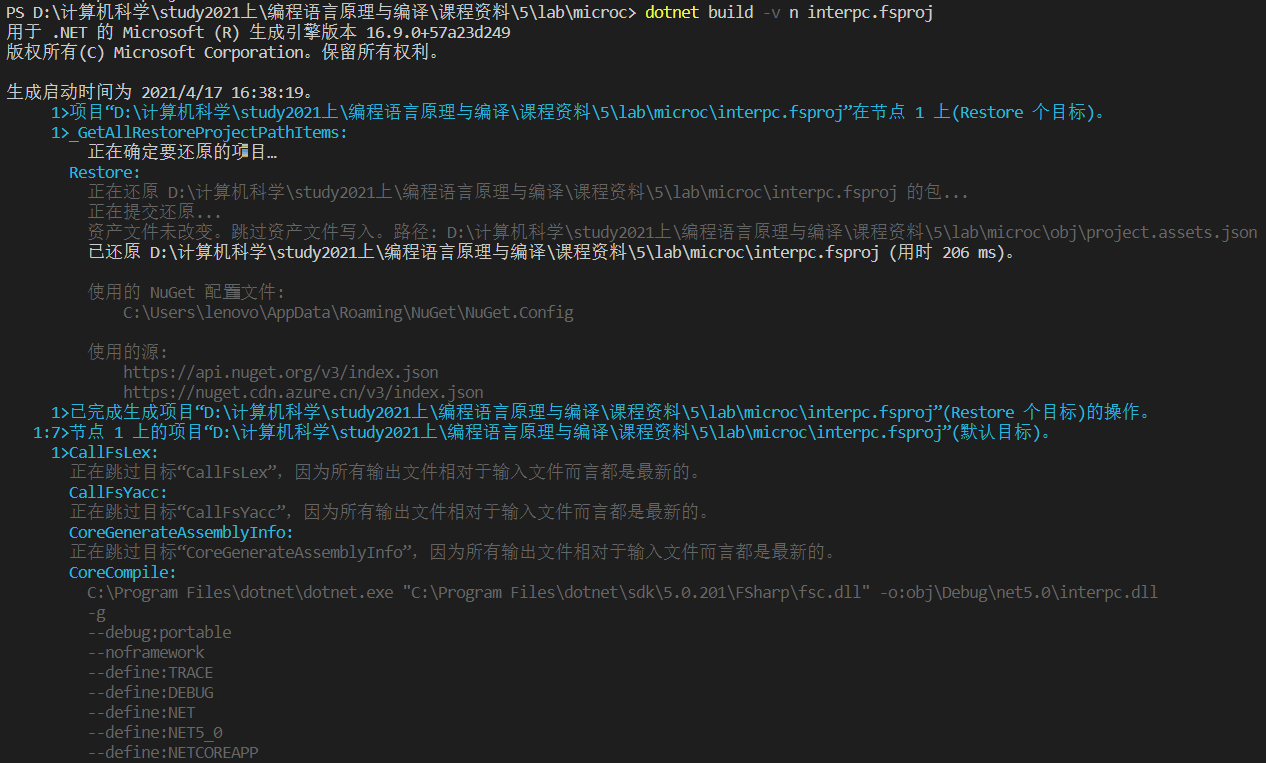 PS D:\计算机科学\study2021上\编程语言原理与编译\课程资料\5\lab\microc> dotnet build -v n interpc.fsproj
用于 .NET 的 Microsoft (R) 生成引擎版本 16.9.0+57a23d249
版权所有(C) Microsoft Corporation。保留所有权利。
生成启动时间为 2021/4/17 16:38:19。
1>项目“D:\计算机科学\study2021上\编程语言原理与编译\课程资料\5\lab\microc\interpc.fsproj”在节点 1 上(Restore 个目标)。
1>_GetAllRestoreProjectPathItems:
正在确定要还原的项目…
Restore:
正在还原 D:\计算机科学\study2021上\编程语言原理与编译\课程资料\5\lab\microc\interpc.fsproj 的包...
正在提交还原...
资产文件未改变。跳过资产文件写入。路径: D:\计算机科学\study2021上\编程语言原理与编译\课程资料\5\lab\microc\obj\project.assets.json
已还原 D:\计算机科学\study2021上\编程语言原理与编译\课程资料\5\lab\microc\interpc.fsproj (用时 206 ms)。
使用的 NuGet 配置文件:
C:\Users\lenovo\AppData\Roaming\NuGet\NuGet.Config
使用的源:
https://api.nuget.org/v3/index.json
https://nuget.cdn.azure.cn/v3/index.json
1>已完成生成项目“D:\计算机科学\study2021上\编程语言原理与编译\课程资料\5\lab\microc\interpc.fsproj”(Restore 个目标)的操作。
1:7>节点 1 上的项目“D:\计算机科学\study2021上\编程语言原理与编译\课程资料\5\lab\microc\interpc.fsproj”(默认目标)。
1>CallFsLex:
正在跳过目标“CallFsLex”，因为所有输出文件相对于输入文件而言都是最新的。
CallFsYacc:
正在跳过目标“CallFsYacc”，因为所有输出文件相对于输入文件而言都是最新的。
CoreGenerateAssemblyInfo:
正在跳过目标“CoreGenerateAssemblyInfo”，因为所有输出文件相对于输入文件而言都是最新的。
CoreCompile:
C:\Program Files\dotnet\dotnet.exe "C:\Program Files\dotnet\sdk\5.0.201\FSharp\fsc.dll" -o:obj\Debug\net5.0\interpc.dll
-g
--debug:portable
--noframework
--define:TRACE
--define:DEBUG
--define:NET
--define:NET5_0
--define:NETCOREAPP